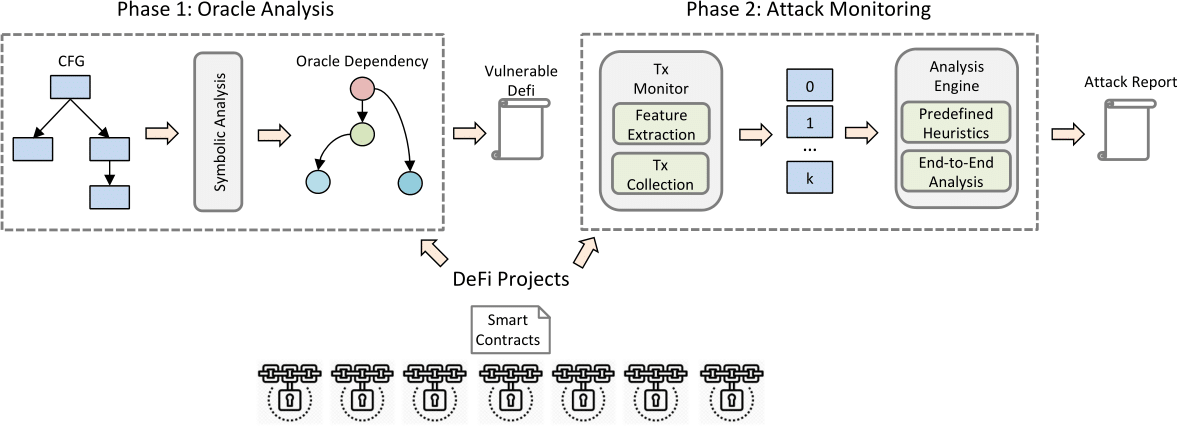 Phase 1: Oracle Analysis
CFG
Symbolic Analysis
Oracle Dependency
Vulnerable
Defi
Phase 2: Attack Monitoring
Tx
Monitor
Feature
Extraction
Tx
Collection
0
1
...
k
Analysis
Engine
Predefined
Heuristics
End-to-End
Analysis
Attack Report
DeFi Projects
Smart
Contracts